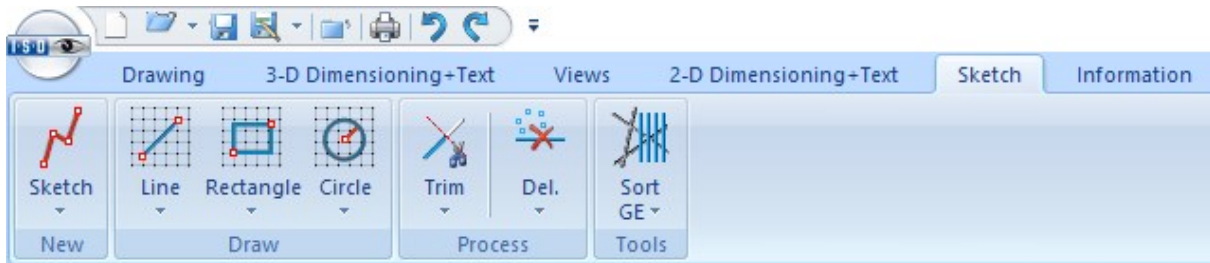 I·S·D
Drawing 3-D Dimensioning+Text Views 2-D Dimensioning+Text Sketch Information
Sketch Line Rectangle Circle Trim Del. Sort
GE
New Draw Process Tools